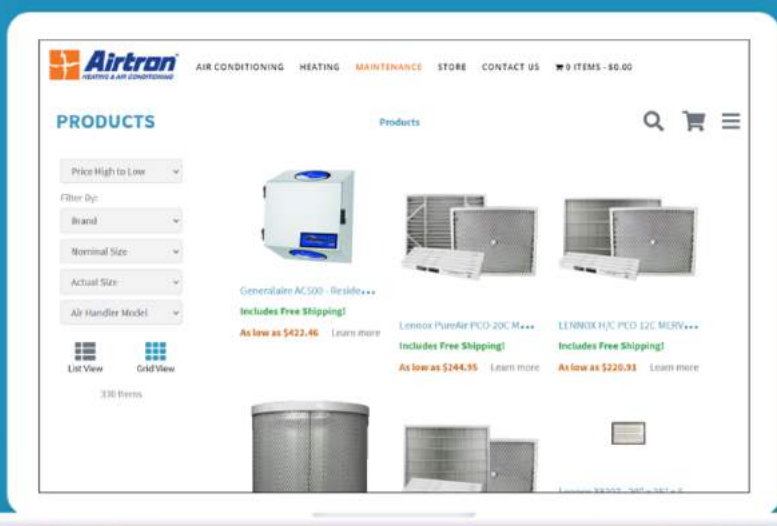 Airtron
HEATING & AIR CONDITIONING
AIR CONDITIONING HEATING MAINTENANCE STORE CONTACT US 0 ITEMS - $0.00
PRODUCTS
Products
Price High to Low
Filter By:
Brand
Nominal Size
Actual Size
Air Handler Model
List View Grid View
330 Items
Generalaire AC500 - Reside...
Includes Free Shipping!
As low as $422.46 Learn more
Lennox PureAir PCO-20C M...
Includes Free Shipping!
As low as $244.95 Learn more
LENNOX H/C PCO 12C MERV...
Includes Free Shipping!
As low as $220.93 Learn more